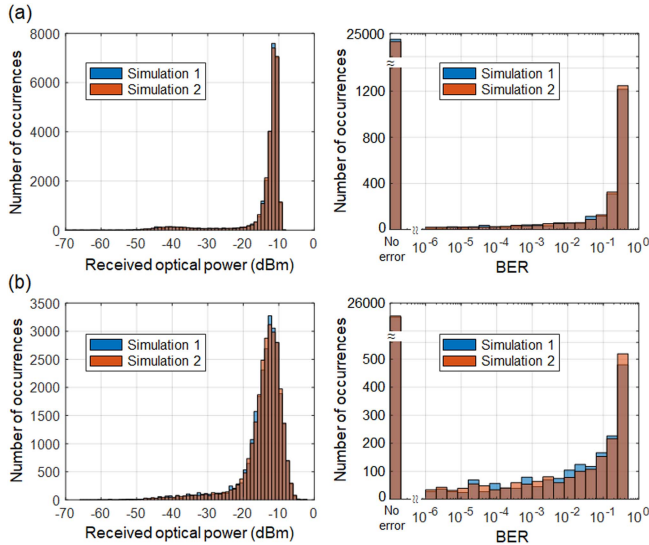 (a)
Number of occurrences
8000
6000
4000
2000
0
-70 -60 -50 -40 -30 -20 -10 0
Received optical power (dBm)
Simulation 1
Simulation 2
Number of occurrences
25000
≈
1200
800
400
0
No error
≈
10⁻⁶ 10⁻⁵ 10⁻⁴ 10⁻³ 10⁻² 10⁻¹ 10⁰
BER
Simulation 1
Simulation 2
(b)
Number of occurrences
3500
3000
2500
2000
1500
1000
500
0
-70 -60 -50 -40 -30 -20 -10 0
Received optical power (dBm)
Simulation 1
Simulation 2
Number of occurrences
26000
≈
500
400
300
200
100
0
No error
≈
10⁻⁶ 10⁻⁵ 10⁻⁴ 10⁻³ 10⁻² 10⁻¹ 10⁰
BER
Simulation 1
Simulation 2